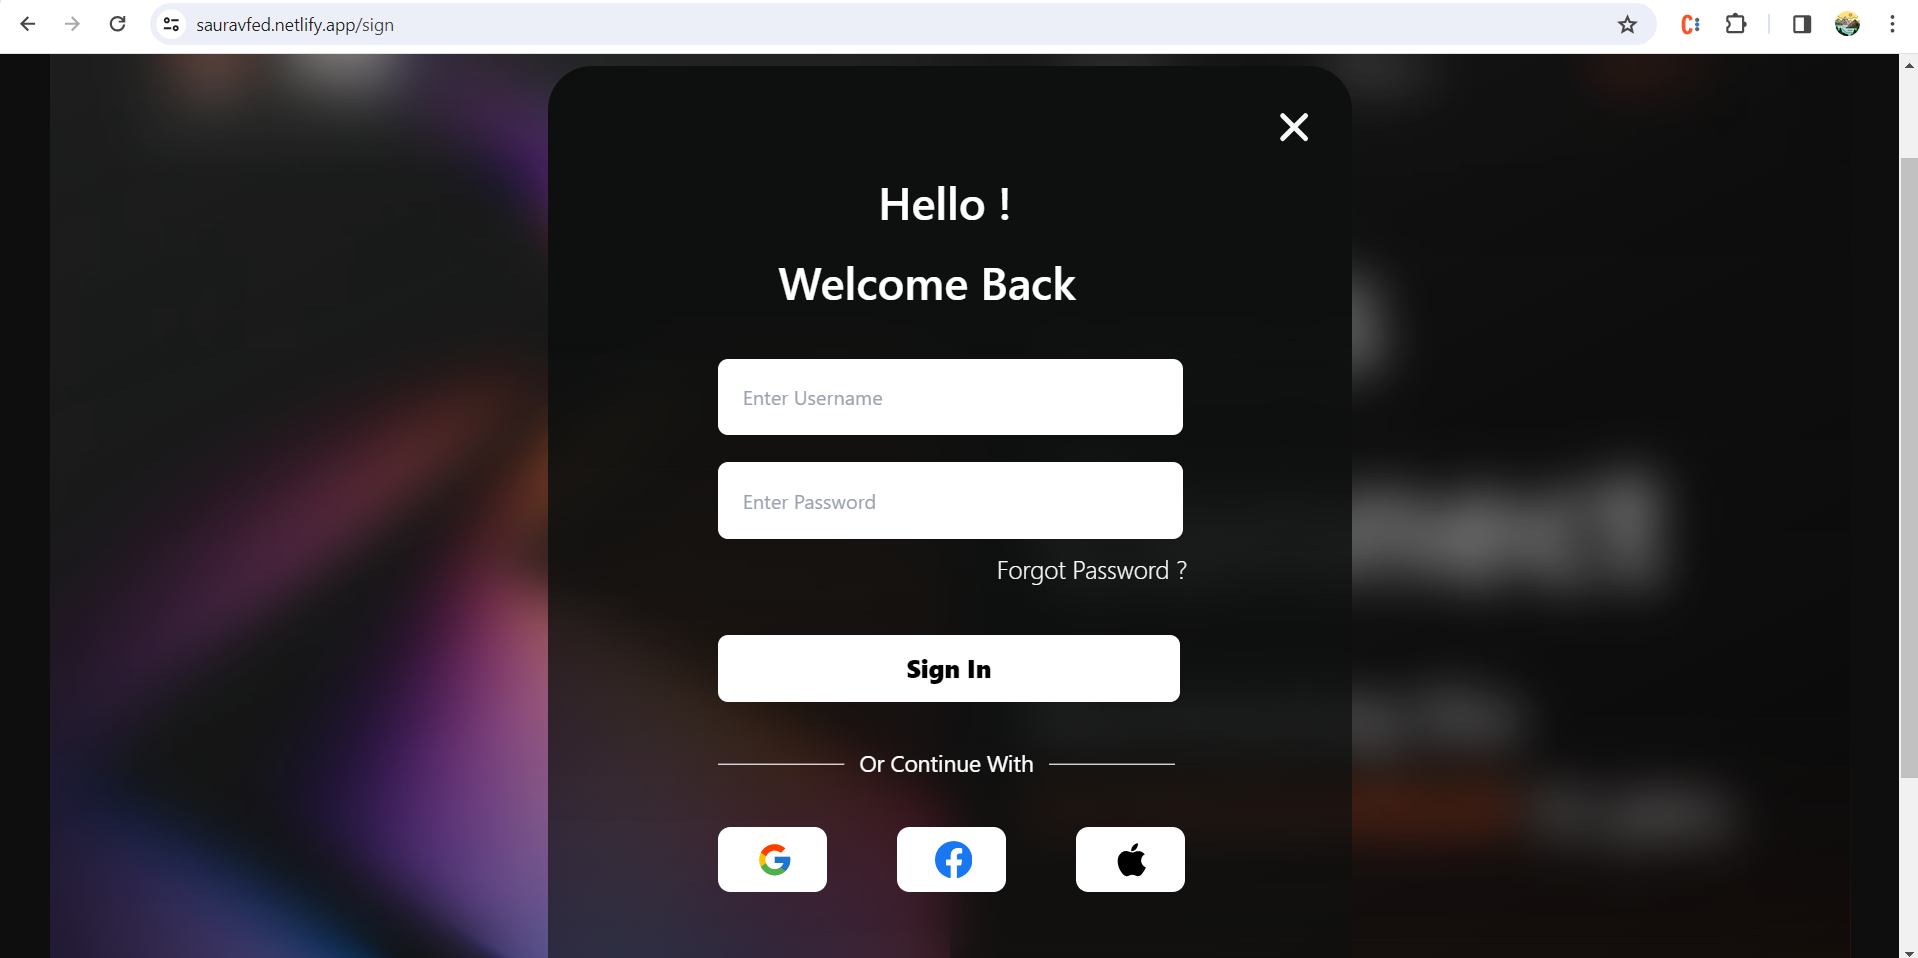 sauravfed.netlify.app/sign
Hello !
Welcome Back
Enter Username
Enter Password
Forgot Password ?
Sign In
Or Continue With